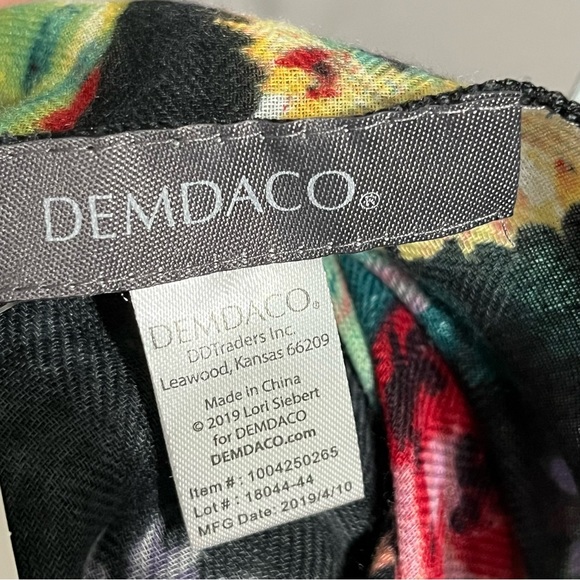 DEMDACO®
DEMDACO®
DDTraders Inc.
Leawood, Kansas 66209
Made in China
© 2019 Lori Siebert
for DEMDACO
DEMDACO.com
Item # : 1004250265
Lot # : 18044-44
MFG Date: 2019/4/10